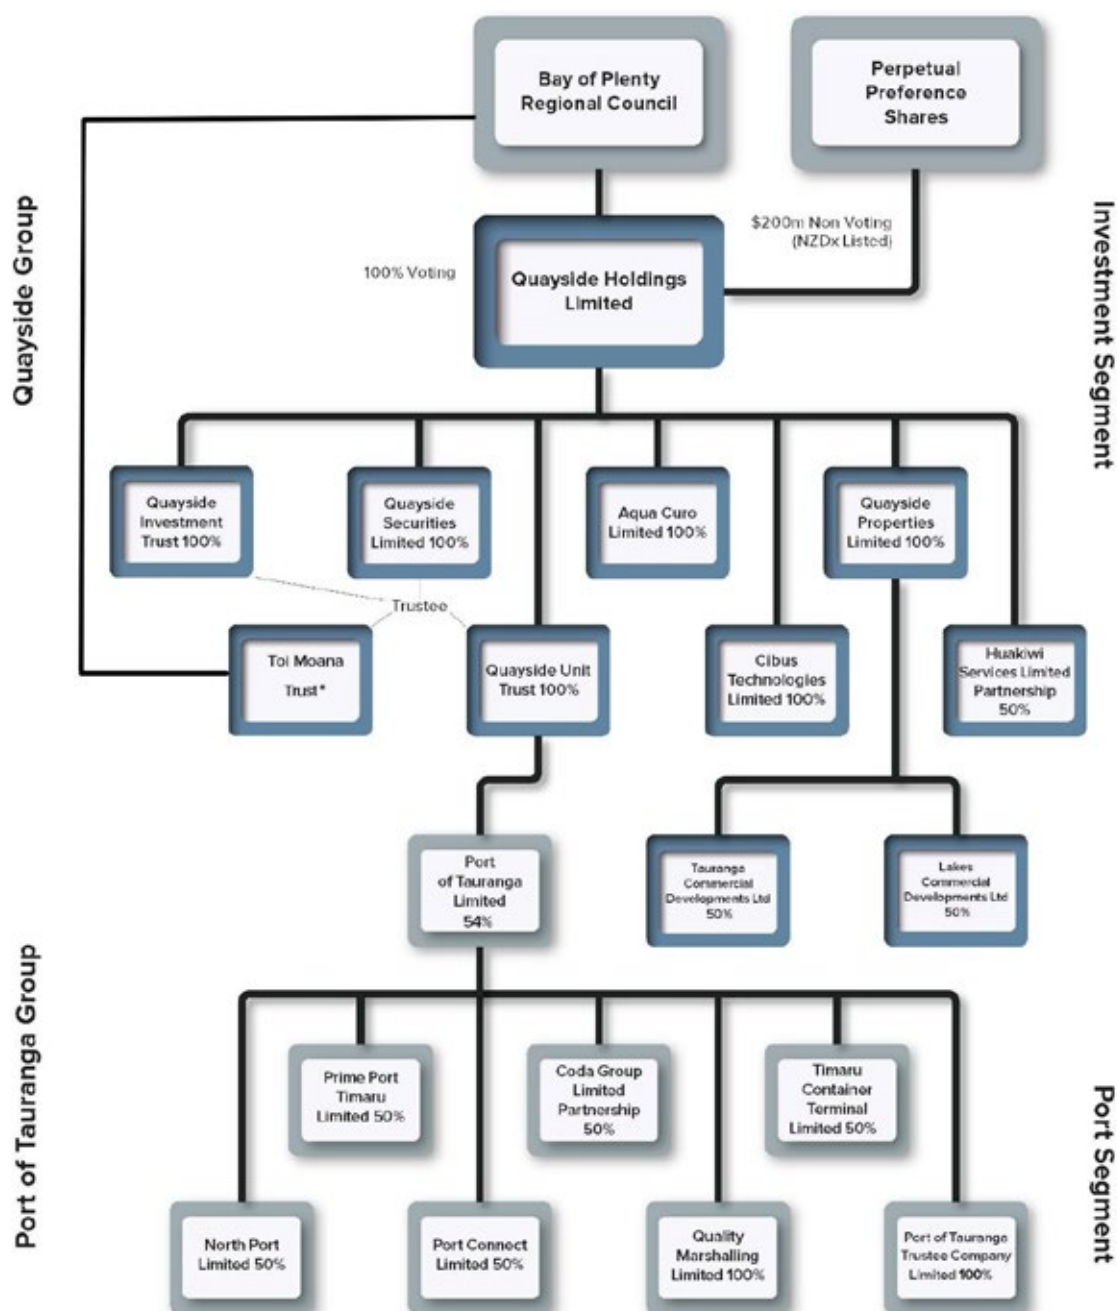 Bay of Plenty
Regional Council
Perpetual
Preference
Shares
Quayside Group
Investment Segment
$200m Non Voting
(NZDx Listed)
100% Voting
Quayside Holdings
Limited
Quayside
Investment
Trust 100%
Quayside
Securities
Limited 100%
Aqua Curo
Limited 100%
Quayside
Properties
Limited 100%
Trustee
Toi Moana
Trust*
Quayside Unit
Trust 100%
Cibus
Technologies
Limited 100%
Huakiwi
Services Limited
Partnership
50%
Port
of Tauranga
Limited
54%
Tauranga
Commercial
Developments Ltd
50%
Lakes
Commercial
Developments Ltd
50%
Port of Tauranga Group
Port Segment
Prime Port
Timaru
Limited 50%
Coda Group
Limited
Partnership
50%
Timaru
Container
Terminal
Limited 50%
North Port
Limited 50%
Port Connect
Limited 50%
Quality
Marshalling
Limited 100%
Port of Tauranga
Trustee Company
Limited 100%